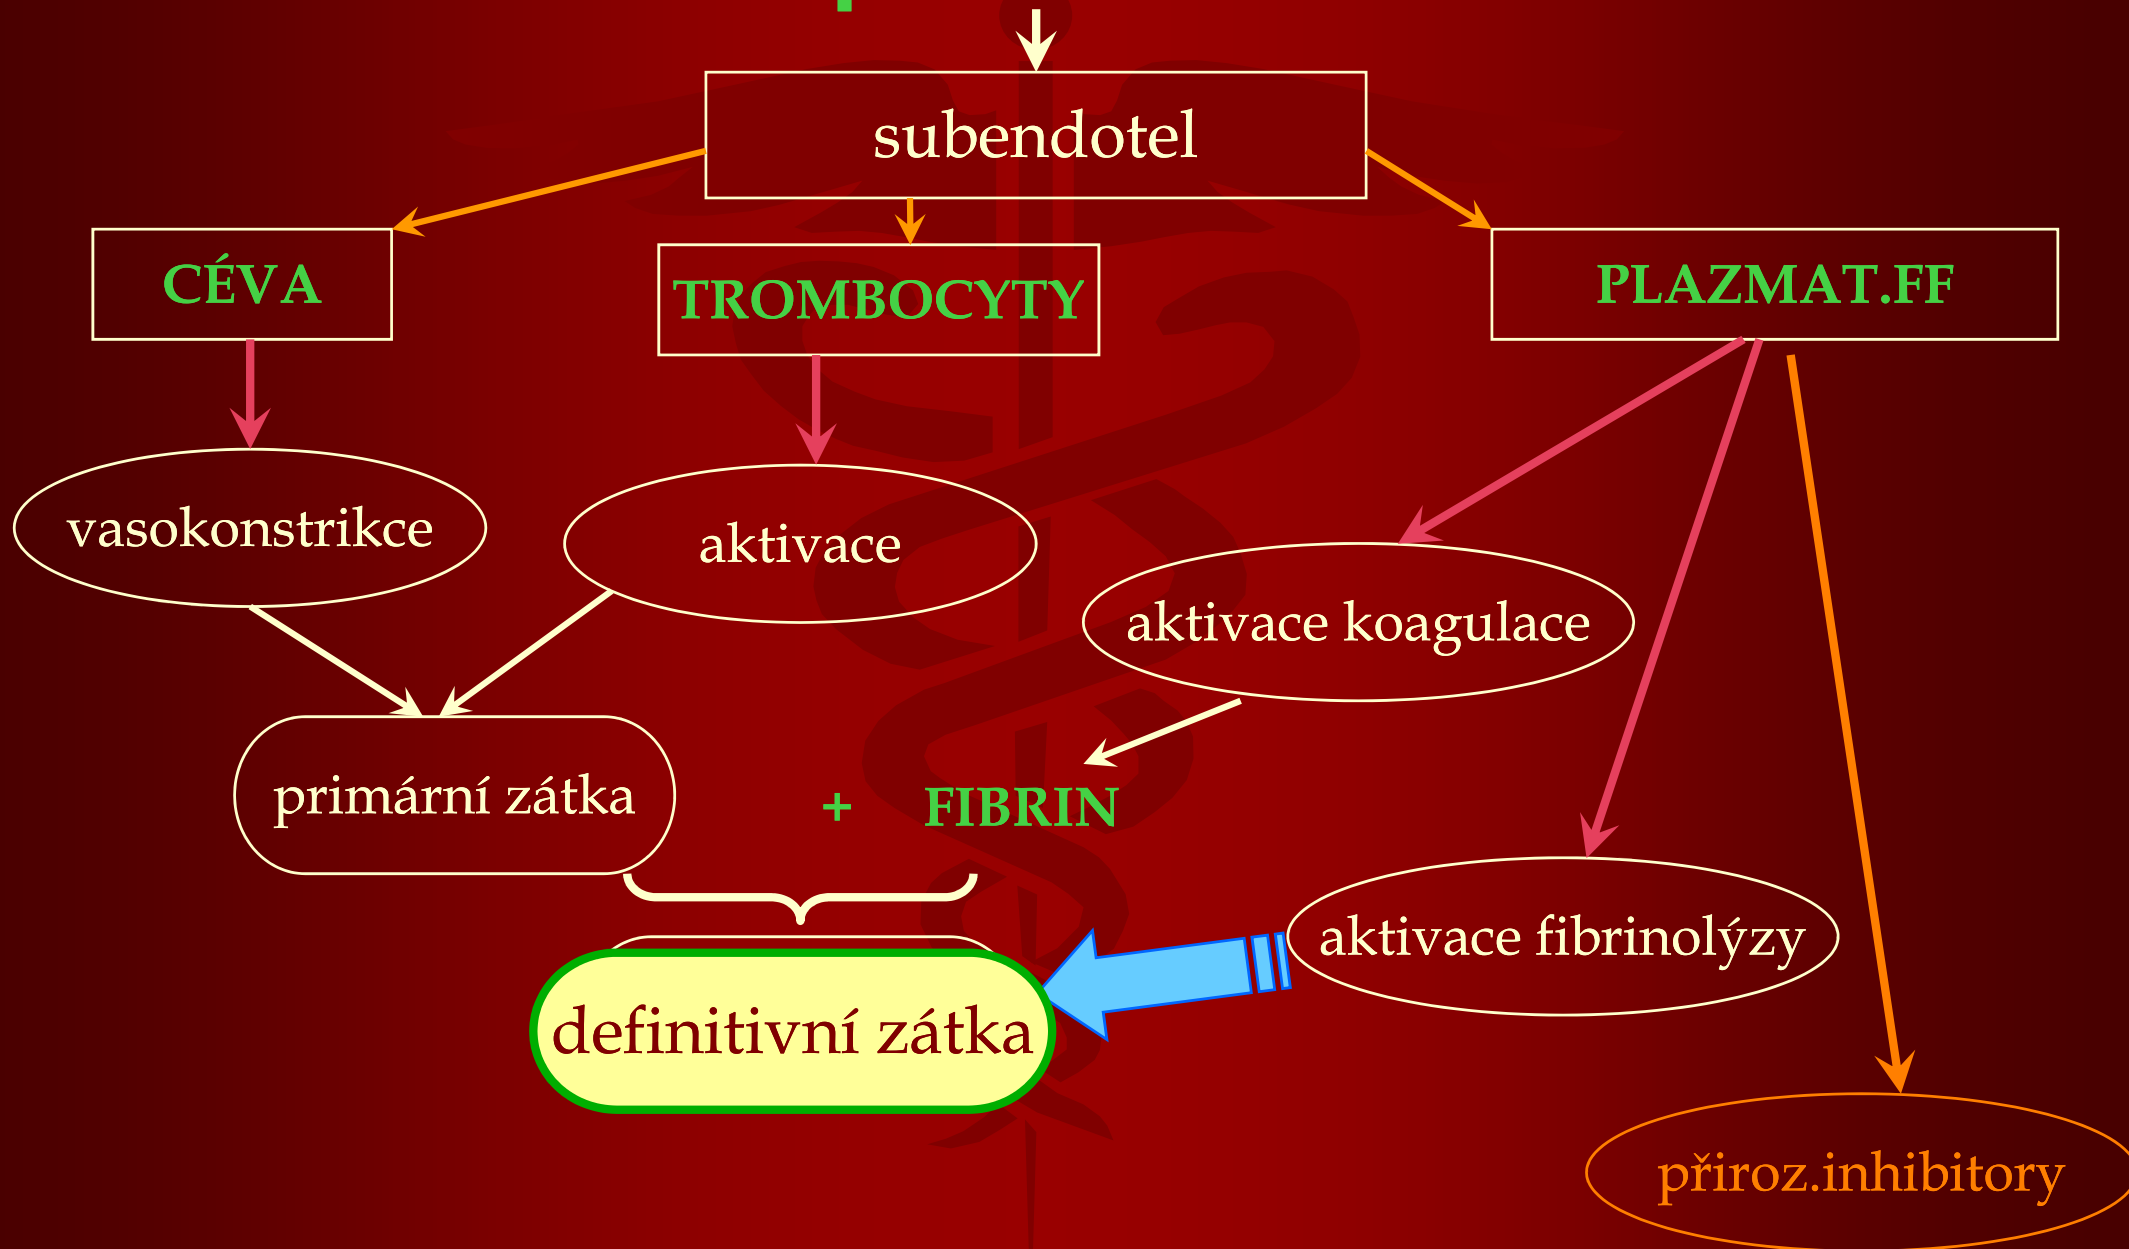 subendotel
CÉVA
TROMBOCYTY
PLAZMAT.FF
vasokonstrikce
aktivace
aktivace koagulace
primární zátka
+ FIBRIN
aktivace fibrinolýzy
definitivní zátka
přiroz.inhibitory